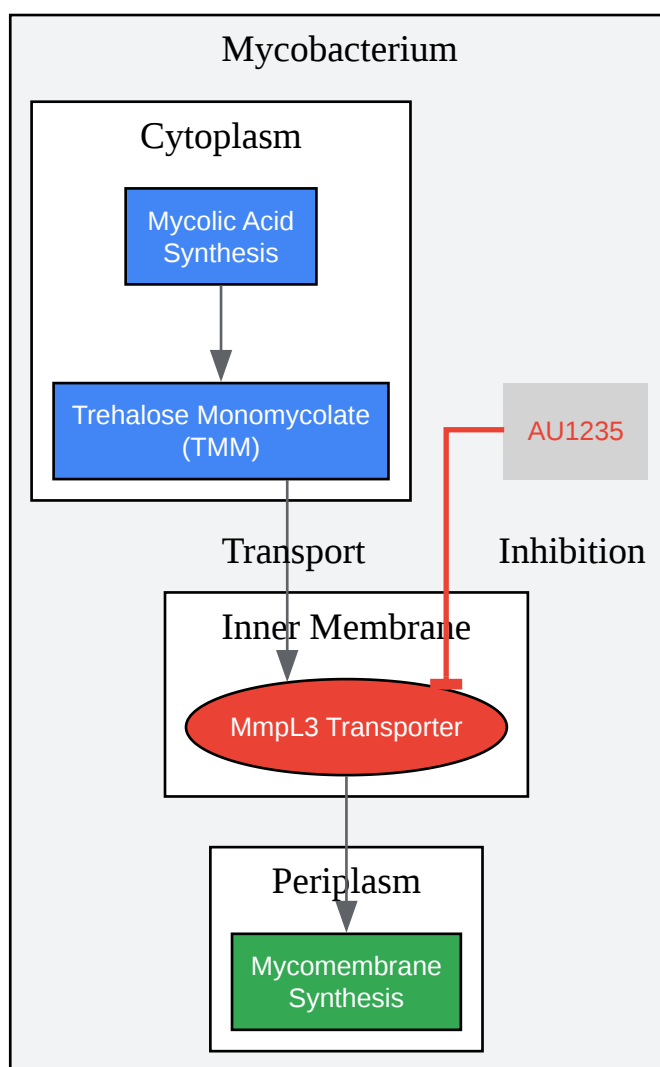 Mycobacterium
Cytoplasm
Mycolic Acid
Synthesis
Trehalose Monomycolate
(TMM)
AU1235
Transport
Inhibition
Inner Membrane
MmpL3 Transporter
Periplasm
Mycomembrane
Synthesis